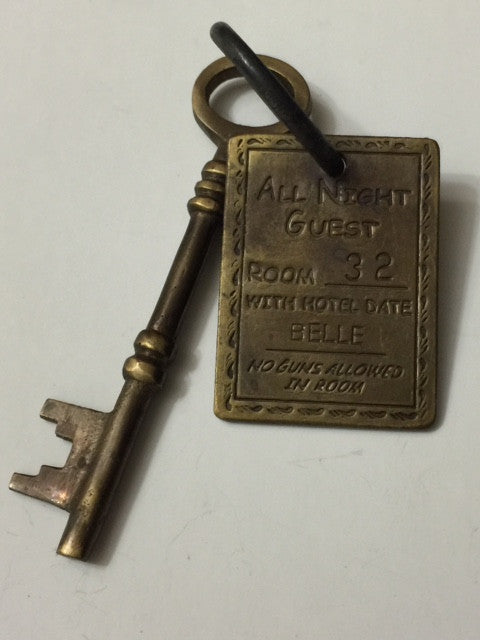 ALL NIGHT
GUEST
ROOM 32
WITH HOTEL DATE
BELLE
NO GUNS ALLOWED
IN ROOM